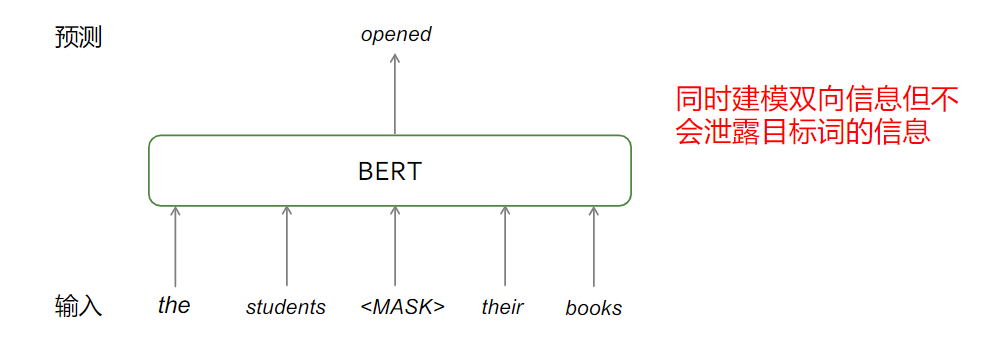 预测 opened
同时建模双向信息但不
会泄露目标词的信息
BERT
输入 the students <MASK> their books